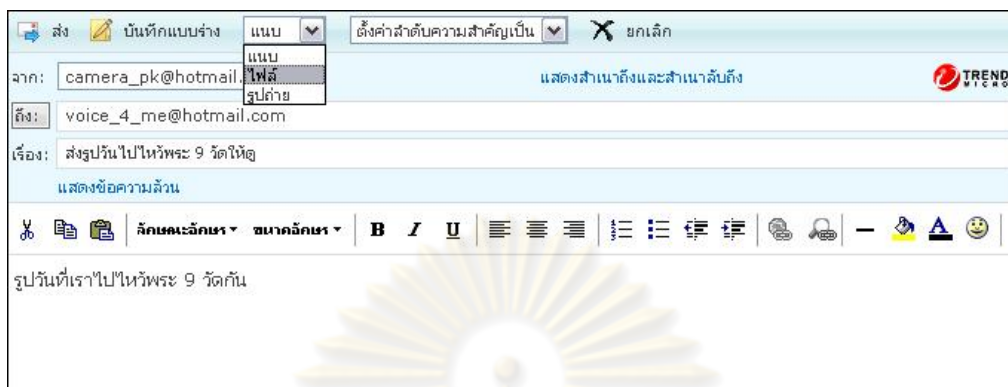 ส่ง บันทึกแบบร่าง แนบ ตั้งค่าลำดับความสำคัญเป็น ยกเลิก
แนบ
ไฟล์
รูปถ่าย
จาก: camera_pk@hotmail. แสดงสำเนาถึงและสำเนาลับถึง TREND MICRO
ถึง: voice_4_me@hotmail.com
เรื่อง: ส่งรูปวันไปไหว้พระ 9 วัดให้ดู
แสดงข้อความล้วน
ลักษณะอักษร ขนาดอักษร B I U A
รูปวันที่เราไปไหว้พระ 9 วัดกัน